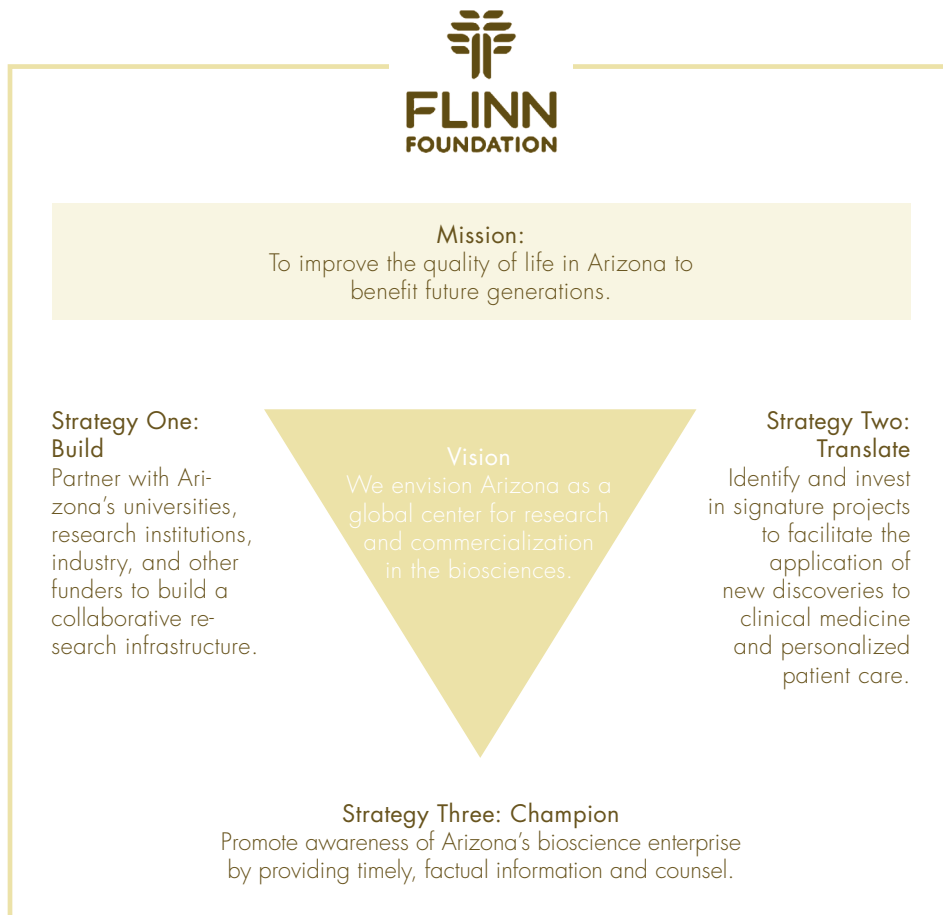 FLINN
FOUNDATION
Mission:
To improve the quality of life in Arizona to
benefit future generations.
Strategy One:
Build
Partner with Ari-
zona’s universities,
research institutions,
industry, and other
funders to build a
collaborative re-
search infrastructure.
Vision
We envision Arizona as a
global center for research
and commercialization
in the biosciences.
Strategy Two:
Translate
Identify and invest
in signature projects
to facilitate the
application of
new discoveries to
clinical medicine
and personalized
patient care.
Strategy Three: Champion
Promote awareness of Arizona’s bioscience enterprise
by providing timely, factual information and counsel.